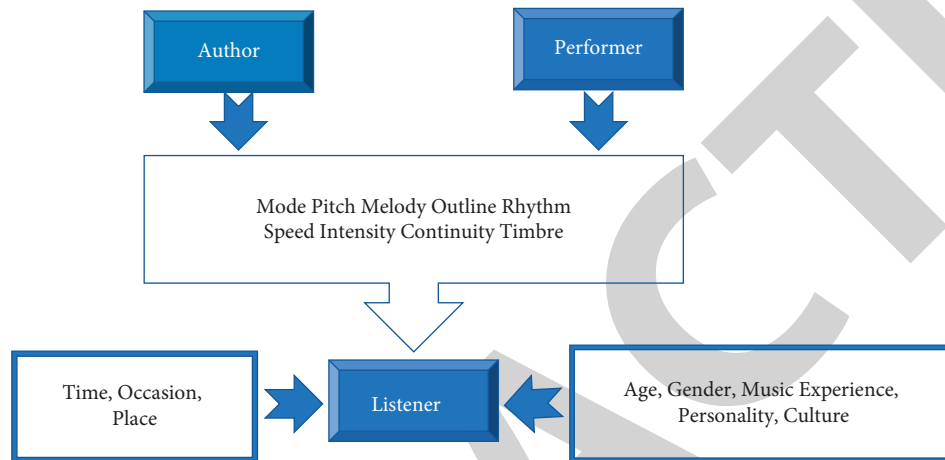 Author
Performer
Mode Pitch Melody Outline Rhythm
Speed Intensity Continuity Timbre
Time, Occasion,
Place
Listener
Age, Gender, Music Experience,
Personality, Culture